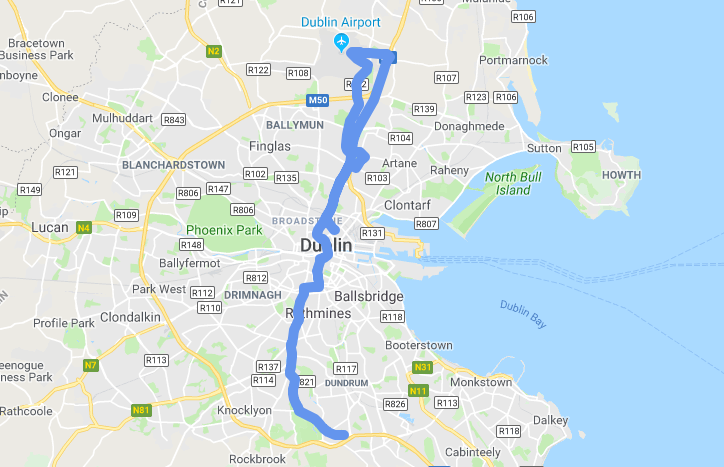 R121
Malahide
R106
Dublin Airport
Bracetown
Business Park
N2
nboyne
R122
R108
Portmarnock
R107
Clonee
M50
R123
R106
Mulhuddart
R843
R139
BALLYMUN
Donaghmede
Ongar
Finglas
R104
Sutton
R105
BLANCHARDSTOWN
Artane
Raheny
R121
R102
R135
R103
HOWTH
R149
R147
R806
North Bull
Island
Clontarf
R109
R806
BROADSTONE
R807
Lucan
N4
Phoenix Park
R131
R148
Dublin
Ballyfermot
R812
Park West
R112
DRIMNAGH
Ballsbridge
R110
Rathmines
Dublin Bay
Clondalkin
R118
Profile Park
Booterstown
R113
N7
R137
R117
N31
R114
R821
DUNDRUM
Monkstown
N11
Rathcoole
N81
Knocklyon
R826
R113
Dalkey
R118
Cabinteely
Rockbrook